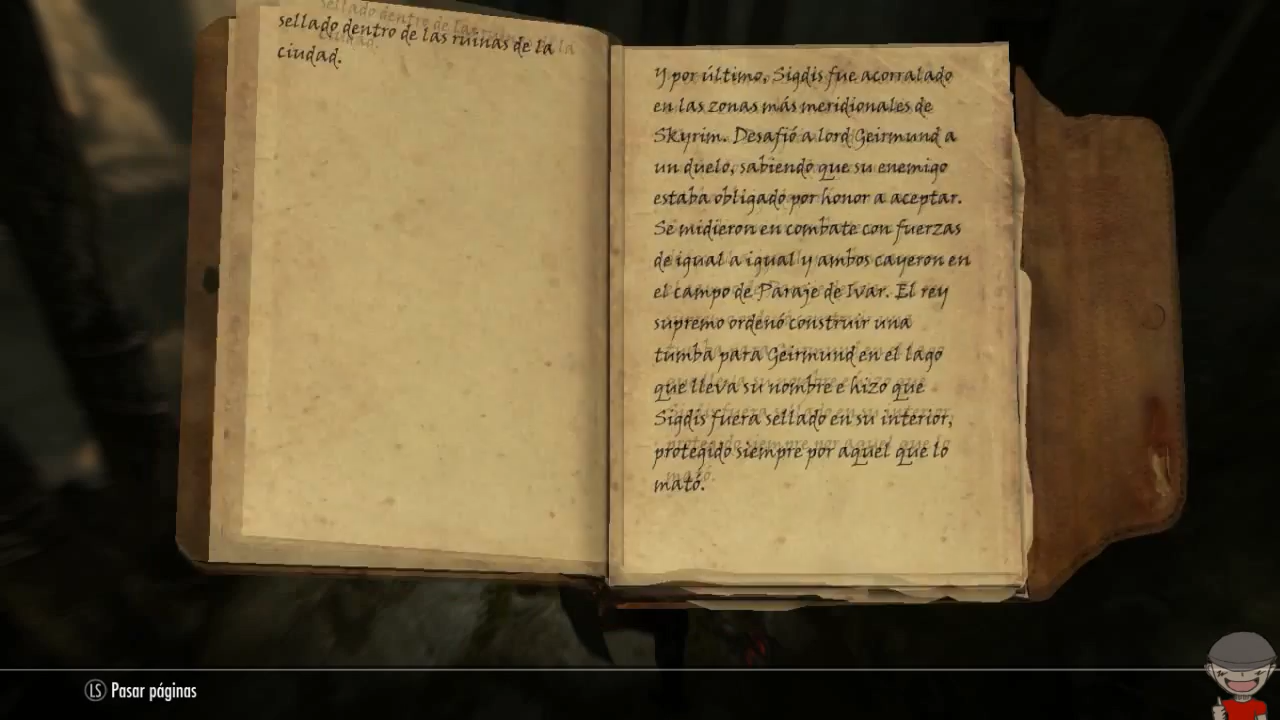 sellado dentro de las ruinas de la
ciudad.
Y por último, Sigdis fue acorralado
en las zonas más meridionales de
Skyrim. Desafió a lord Geirmund a
un duelo, sabiendo que su enemigo
estaba obligado por honor a aceptar.
Se midieron en combate con fuerzas
de igual a igual y ambos cayeron en
el campo de Paraje de Ivar. El rey
supremo ordenó construir una
tumba para Geirmund en el lago
que lleva su nombre e hizo que
Sigdis fuera sellado en su interior,
protegido siempre por aquel que lo
mató.
LS Pasar páginas